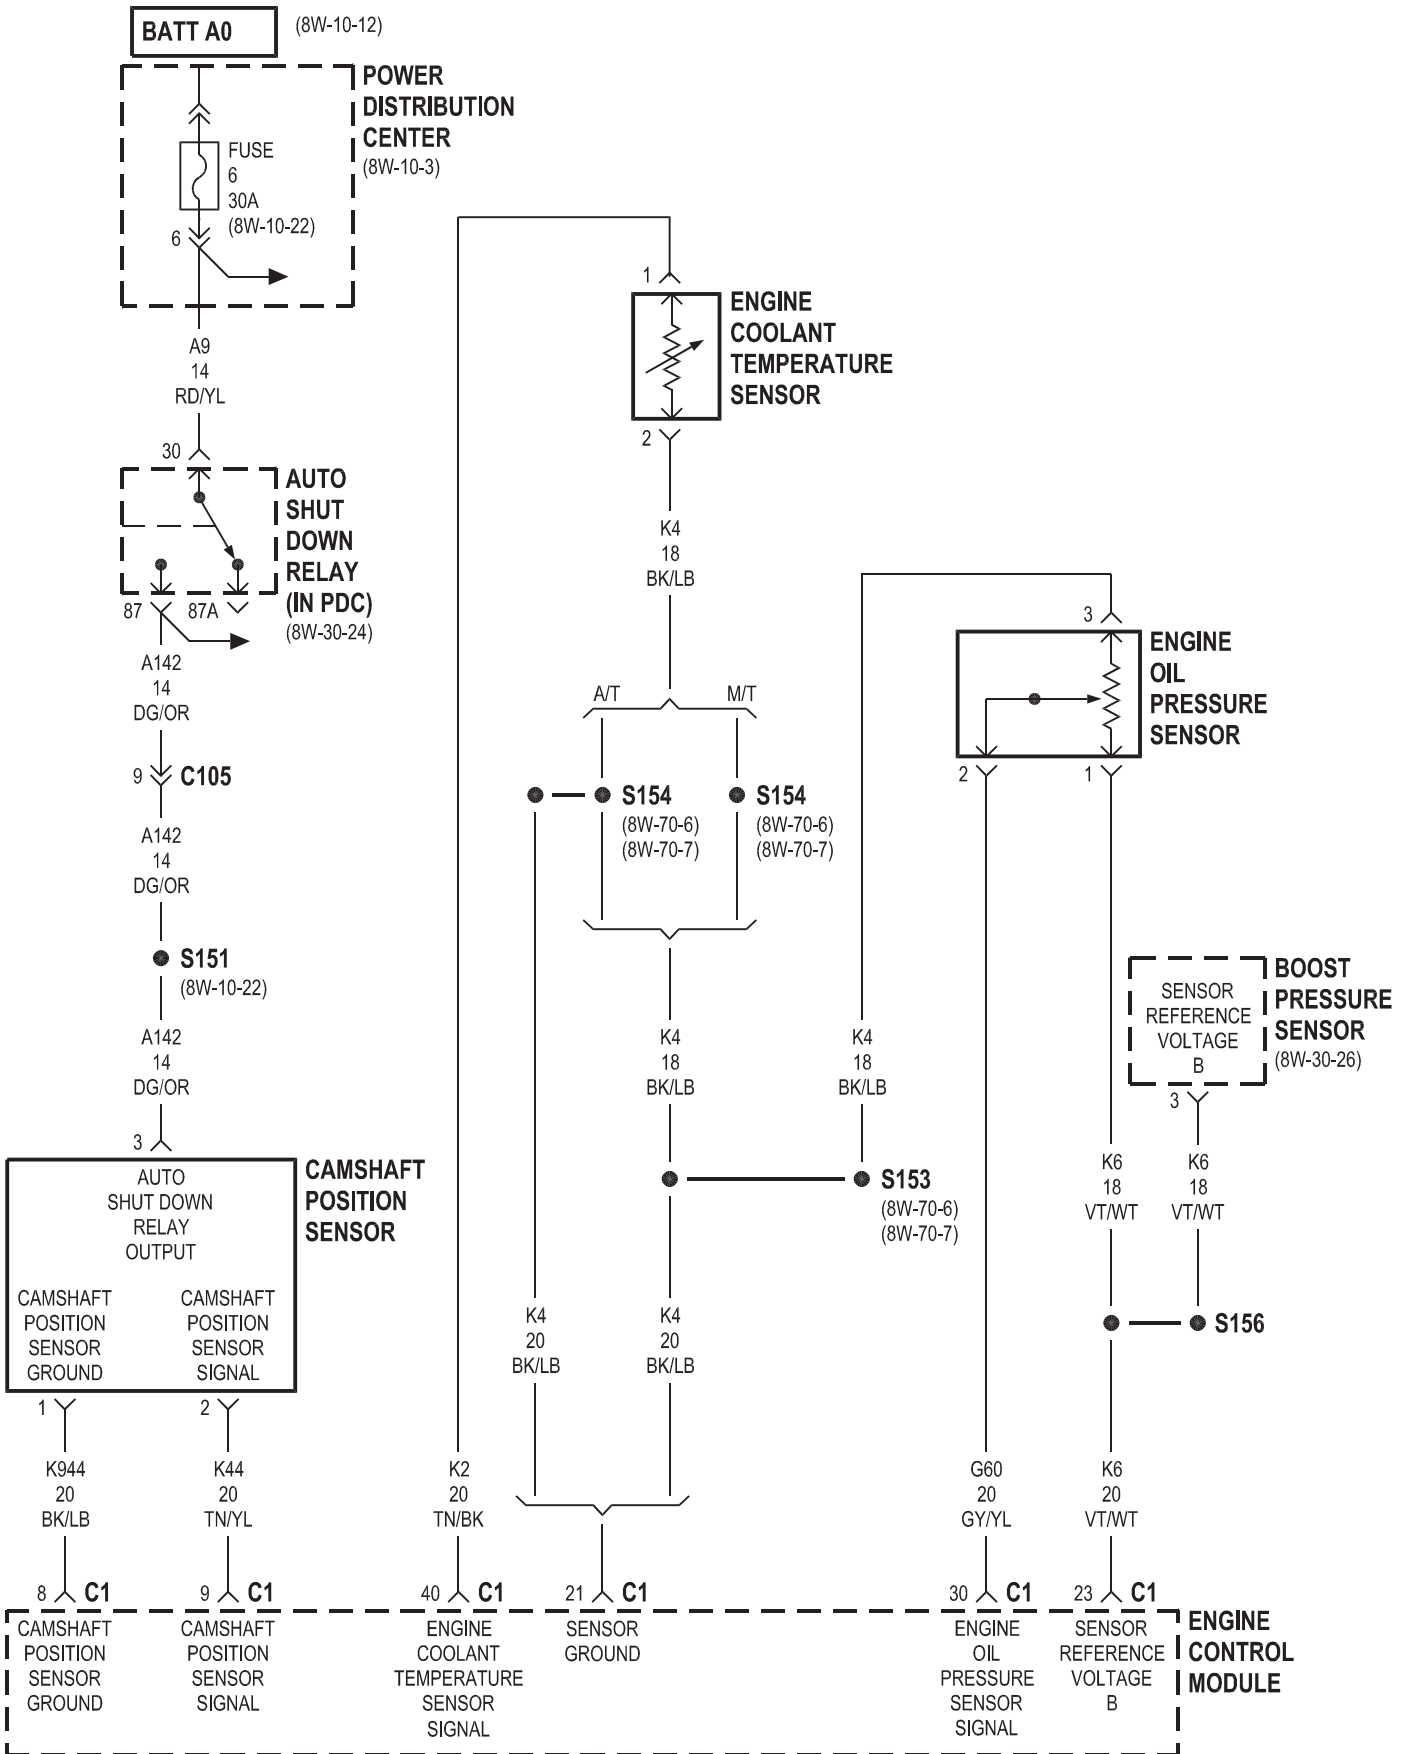 BATT A0
(8W-10-12)
POWER
DISTRIBUTION
CENTER
(8W-10-3)
FUSE
6
30A
(8W-10-22)
6
A9
14
RD/YL
30
AUTO
SHUT
DOWN
RELAY
(IN PDC)
(8W-30-24)
87
87A
A142
14
DG/OR
9
C105
A142
14
DG/OR
S151
(8W-10-22)
A142
14
DG/OR
3
AUTO
SHUT DOWN
RELAY
OUTPUT
CAMSHAFT
POSITION
SENSOR
CAMSHAFT
POSITION
SENSOR
GROUND
CAMSHAFT
POSITION
SENSOR
SIGNAL
1
2
K944
20
BK/LB
K44
20
TN/YL
1
ENGINE
COOLANT
TEMPERATURE
SENSOR
2
K4
18
BK/LB
A/T
M/T
S154
(8W-70-6)
(8W-70-7)
S154
(8W-70-6)
(8W-70-7)
K4
18
BK/LB
K4
18
BK/LB
S153
(8W-70-6)
(8W-70-7)
K4
20
BK/LB
K4
20
BK/LB
K2
20
TN/BK
3
ENGINE
OIL
PRESSURE
SENSOR
2
1
SENSOR
REFERENCE
VOLTAGE
B
BOOST
PRESSURE
SENSOR
(8W-30-26)
3
K6
18
VT/WT
K6
18
VT/WT
S156
G60
20
GY/YL
K6
20
VT/WT
8
C1
9
C1
40
C1
21
C1
30
C1
23
C1
CAMSHAFT
POSITION
SENSOR
GROUND
CAMSHAFT
POSITION
SENSOR
SIGNAL
ENGINE
COOLANT
TEMPERATURE
SENSOR
SIGNAL
SENSOR
GROUND
ENGINE
OIL
PRESSURE
SENSOR
SIGNAL
SENSOR
REFERENCE
VOLTAGE
B
ENGINE
CONTROL
MODULE